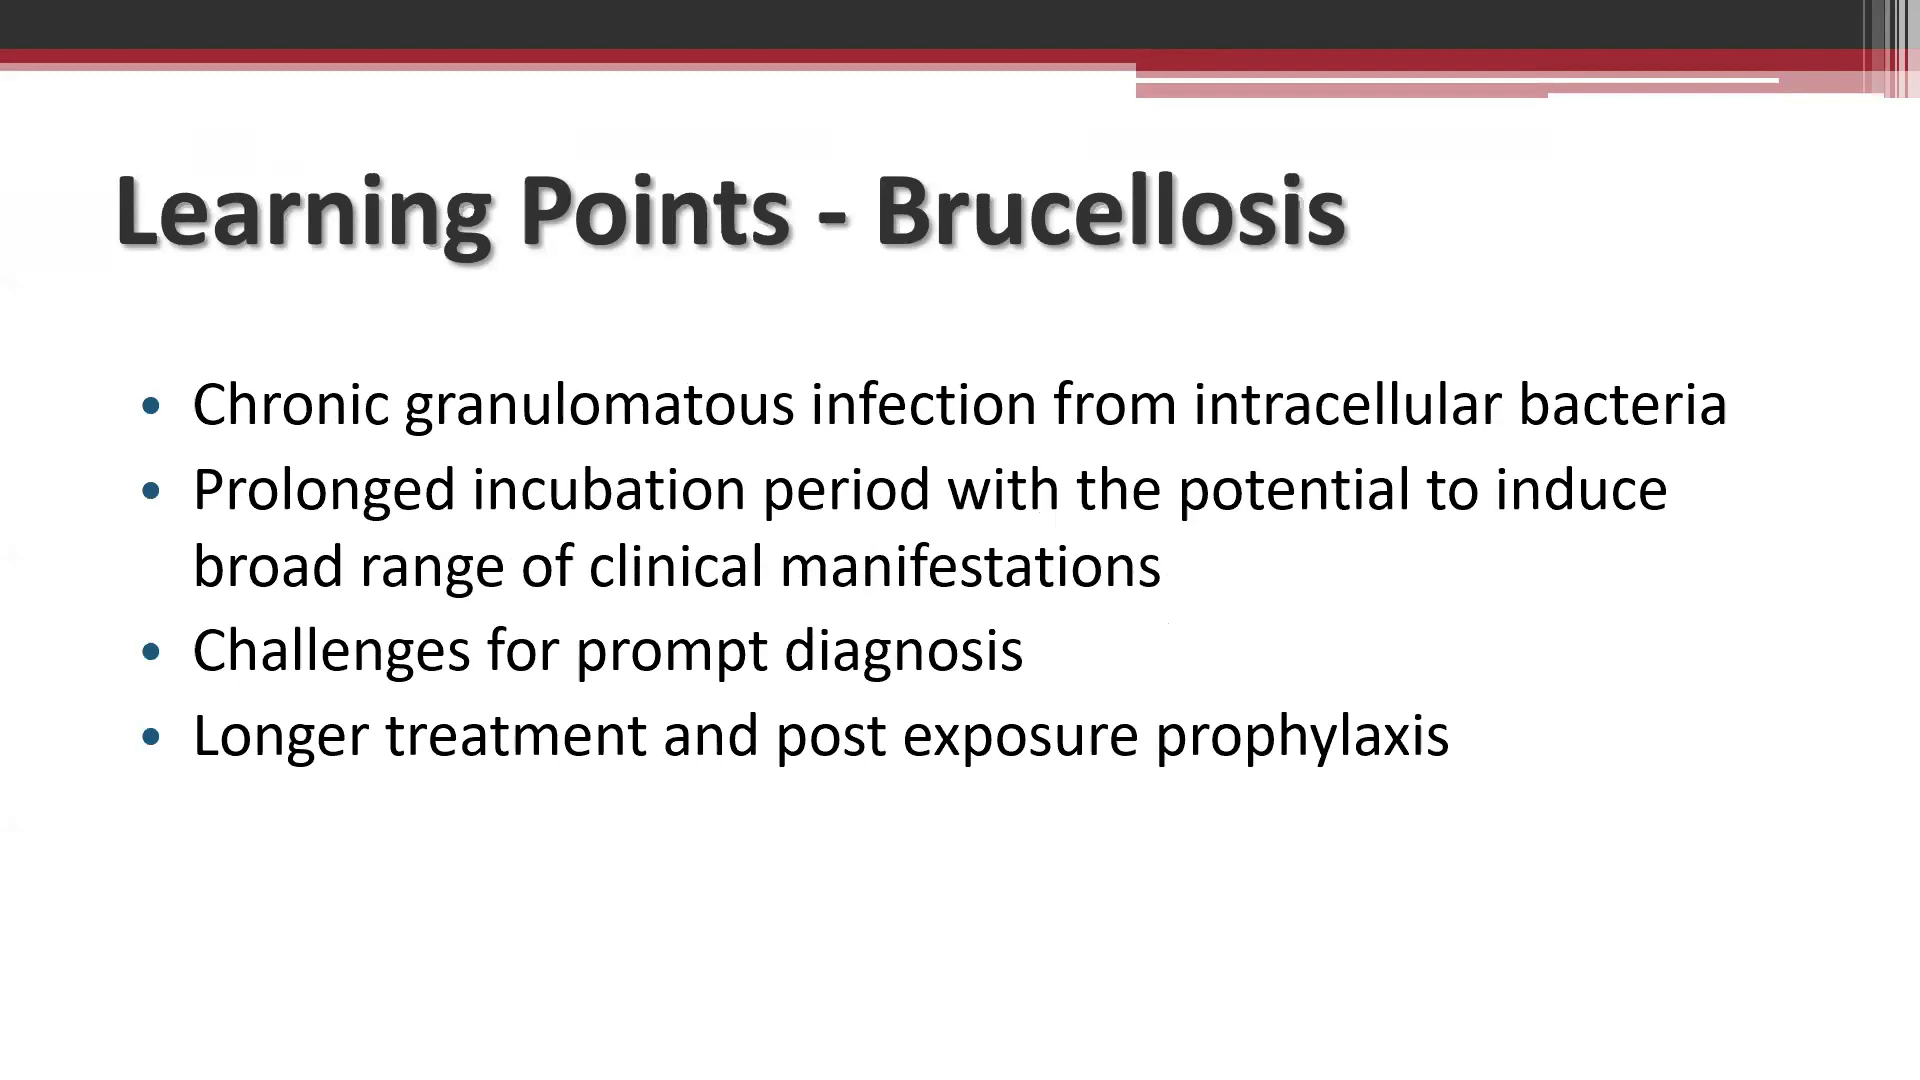 Learning Points - Brucellosis
• Chronic granulomatous infection from intracellular bacteria
• Prolonged incubation period with the potential to induce
broad range of clinical manifestations
• Challenges for prompt diagnosis
• Longer treatment and post exposure prophylaxis